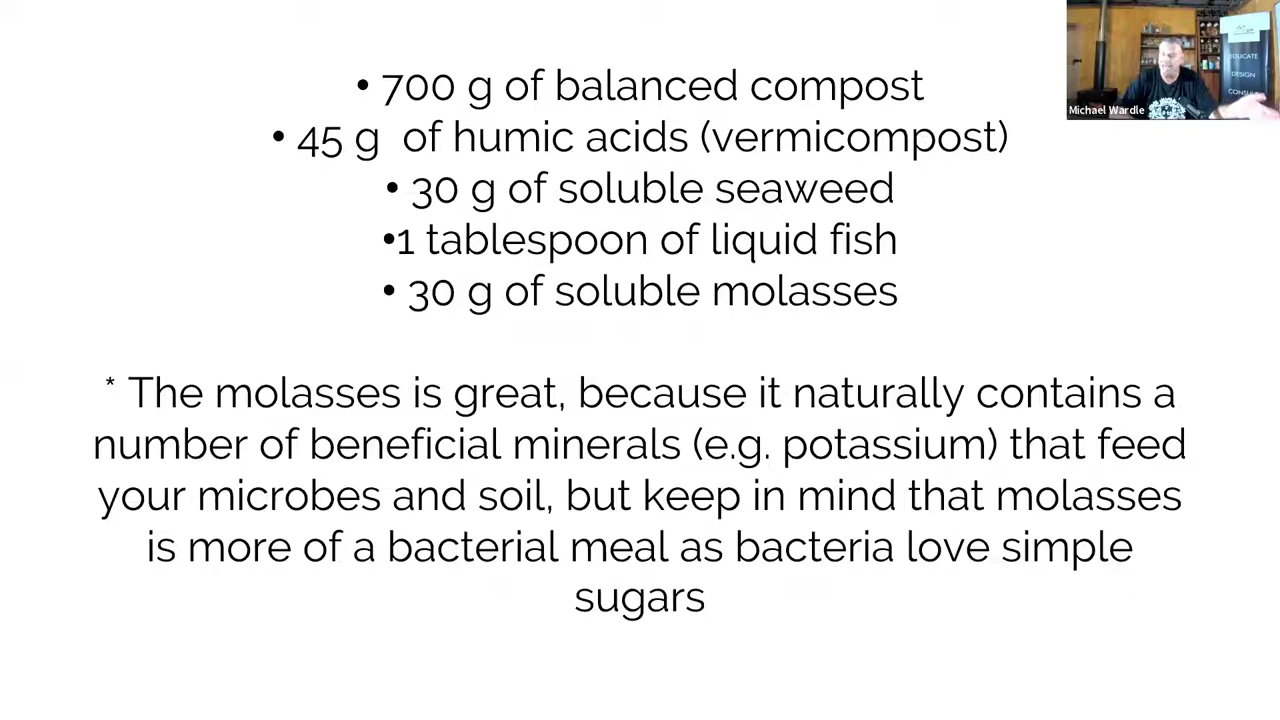 • 700 g of balanced compost
• 45 g of humic acids (vermicompost)
• 30 g of soluble seaweed
•1 tablespoon of liquid fish
• 30 g of soluble molasses
* The molasses is great, because it naturally contains a
number of beneficial minerals (e.g. potassium) that feed
your microbes and soil, but keep in mind that molasses
is more of a bacterial meal as bacteria love simple
sugars
EDUCATE
DESIGN
CONSULT
Michael Wardle